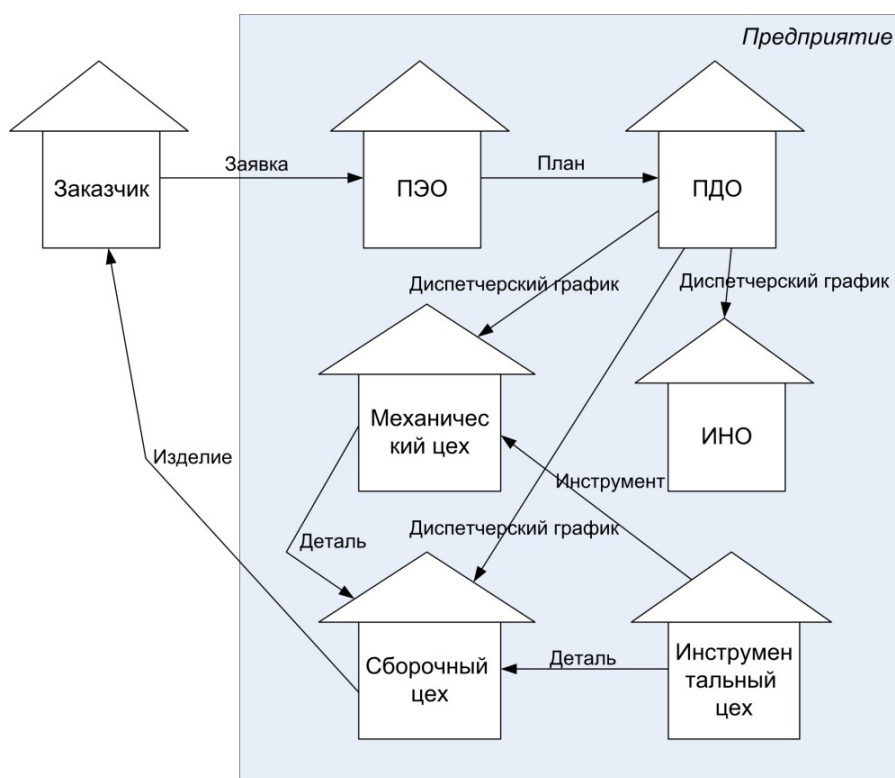 Предприятие
Заказчик
Заявка
ПЭО
План
ПДО
Диспетчерский график
Диспетчерский график
Механичес
кий цех
ИНО
Изделие
Инструмент
Диспетчерский график
Деталь
Сборочный
цех
Деталь
Инструмен
тальный
цех